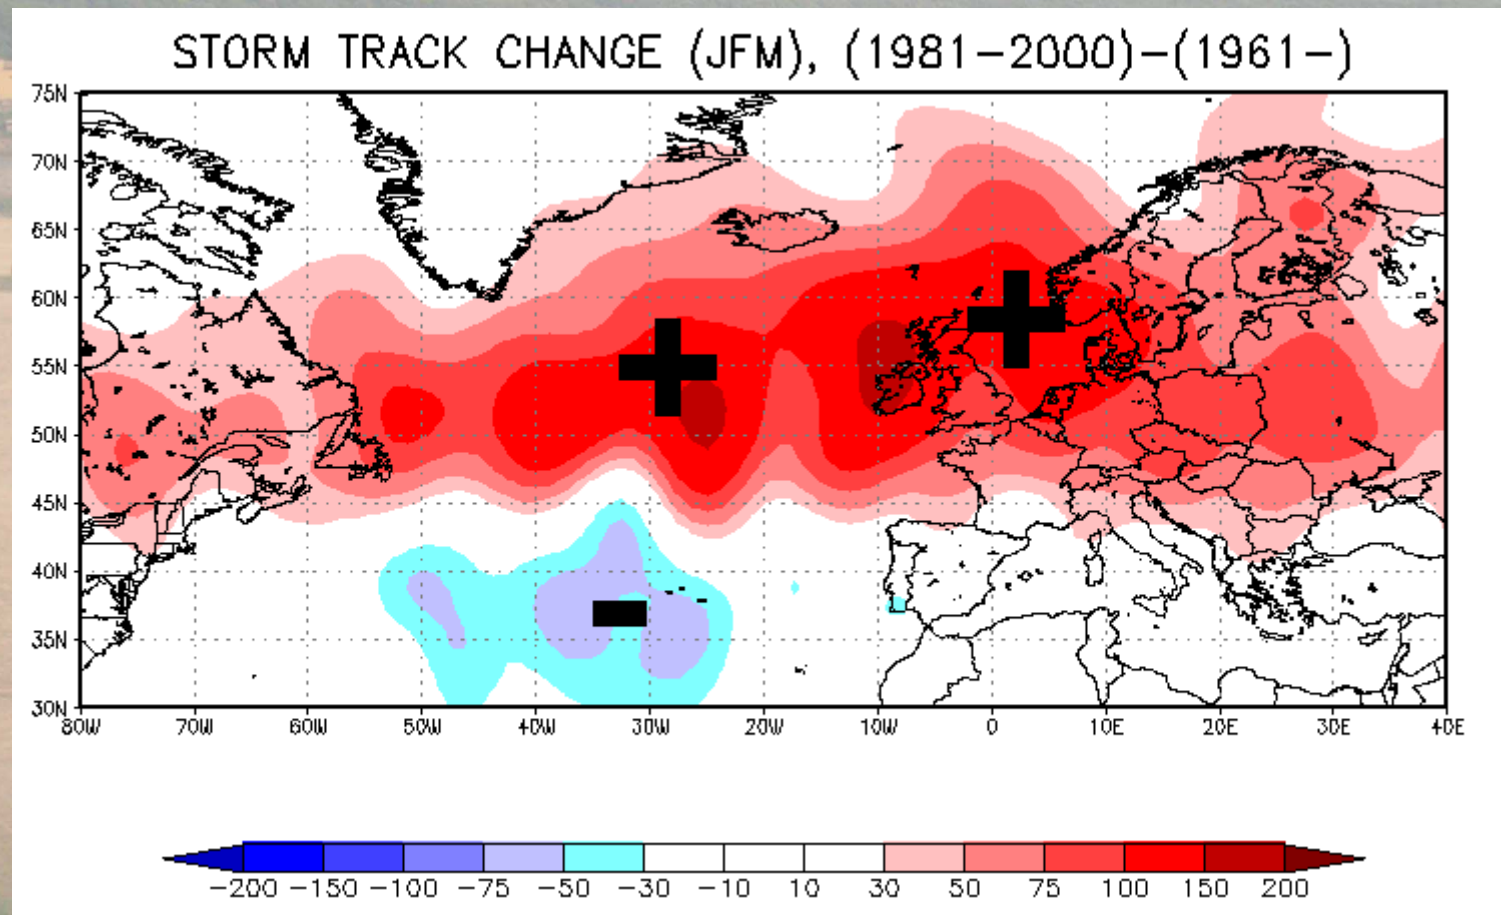 STORM TRACK CHANGE (JFM), (1981-2000)-(1961-)
75N
70N
65N
60N
55N
50N
45N
40N
35N
30N
80W 70W 60W 50W 40W 30W 20W 10W 0 10E 20E 30E 40E
-200 -150 -100 -75 -50 -30 -10 10 30 50 75 100 150 200